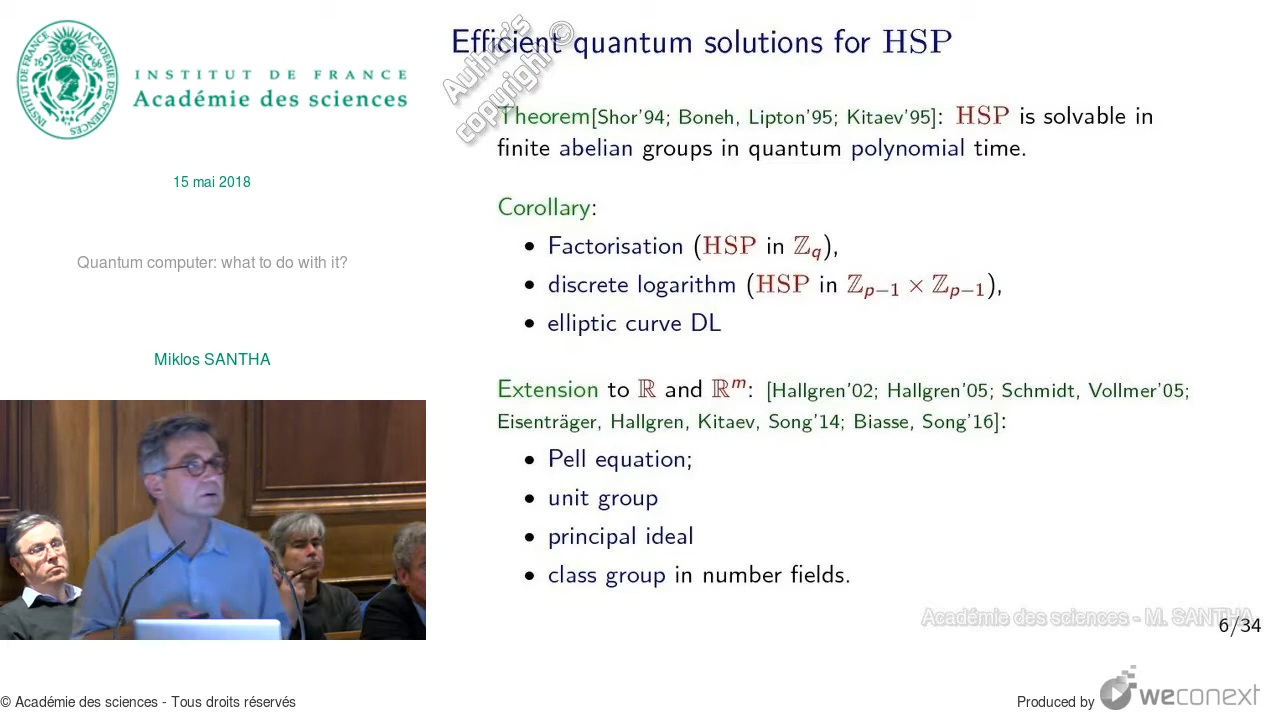 INSTITUT DE FRANCE
Académie des sciences
15 mai 2018
Quantum computer: what to do with it?
Miklos SANTHA
Efficient quantum solutions for HSP
Author's
copyright ©
Theorem[Shor'94; Boneh, Lipton'95; Kitaev'95]: HSP is solvable in
finite abelian groups in quantum polynomial time.
Corollary:
• Factorisation (HSP in ℤq),
• discrete logarithm (HSP in ℤp−1 × ℤp−1),
• elliptic curve DL
Extension to ℝ and ℝm: [Hallgren'02; Hallgren'05; Schmidt, Vollmer'05;
Eisenträger, Hallgren, Kitaev, Song'14; Biasse, Song'16]:
• Pell equation;
• unit group
• principal ideal
• class group in number fields.
Académie des sciences - M. SANTHA
6/34
© Académie des sciences - Tous droits réservés
Produced by weconext